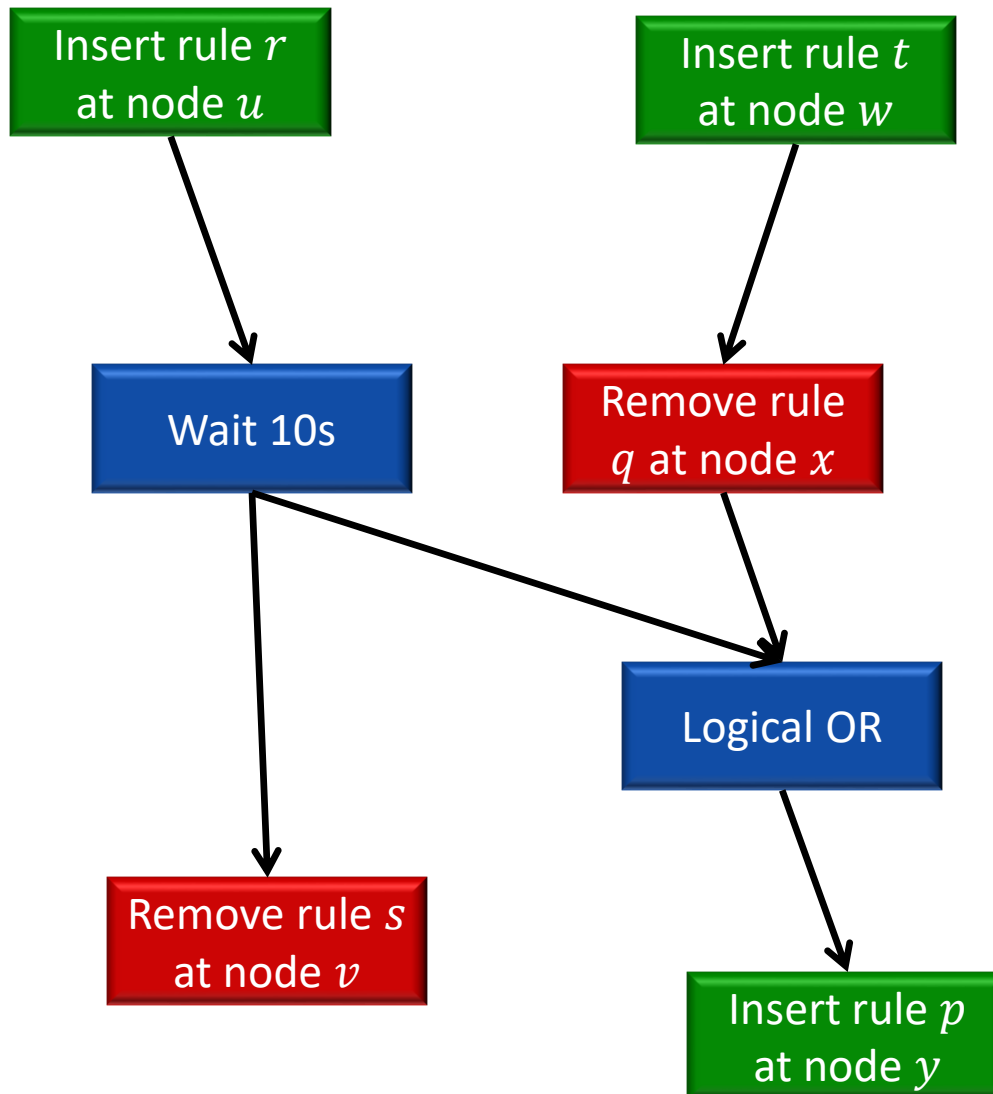 Insert rule r
at node u
Insert rule t
at node w
Wait 10s
Remove rule
q at node x
Logical OR
Remove rule s
at node v
Insert rule p
at node y